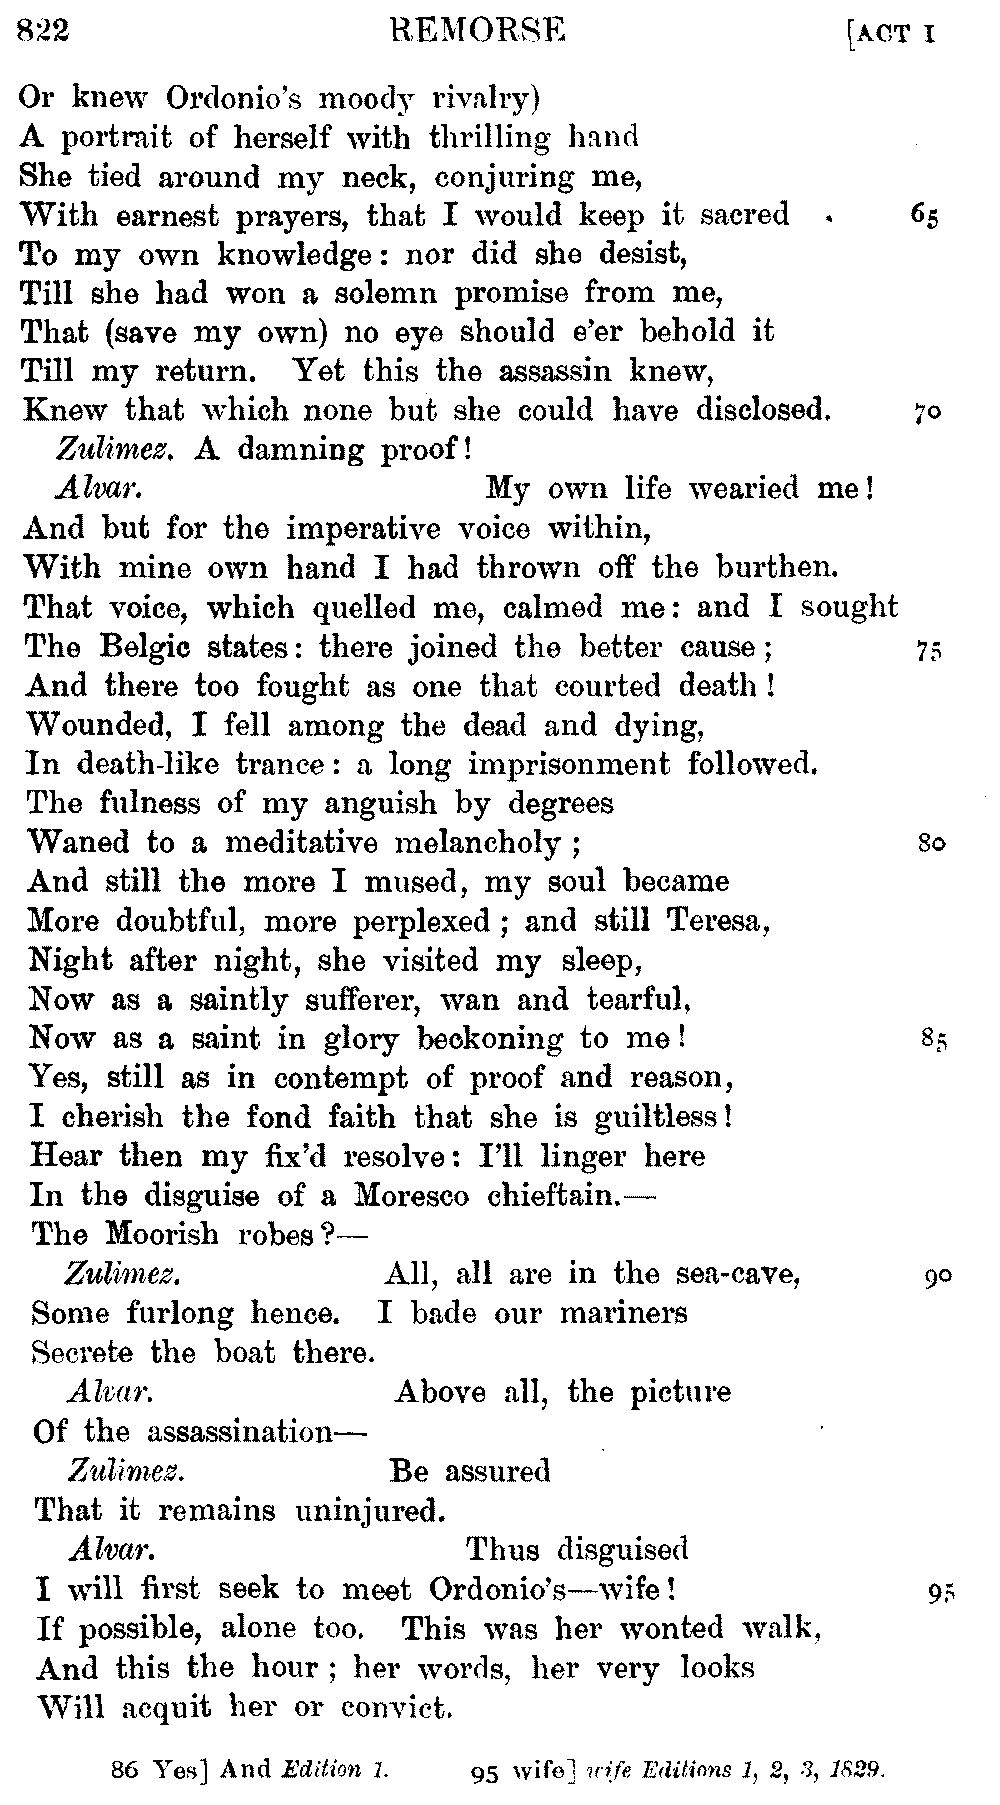 822 REMORSE [ACT I
Or knew Ordonio's moody rivalry)
A portrait of herself with thrilling hand
She tied around my neck, conjuring me,
With earnest prayers, that I would keep it sacred 65
To my own knowledge: nor did she desist,
Till she had won a solemn promise from me,
That (save my own) no eye should e'er behold it
Till my return. Yet this the assassin knew,
Knew that which none but she could have disclosed. 70
Zulimez. A damning proof!
Alvar. My own life wearied me!
And but for the imperative voice within,
With mine own hand I had thrown off the burthen.
That voice, which quelled me, calmed me: and I sought
The Belgic states: there joined the better cause; 75
And there too fought as one that courted death!
Wounded, I fell among the dead and dying,
In death-like trance: a long imprisonment followed.
The fulness of my anguish by degrees
Waned to a meditative melancholy; 80
And still the more I mused, my soul became
More doubtful, more perplexed; and still Teresa,
Night after night, she visited my sleep,
Now as a saintly sufferer, wan and tearful,
Now as a saint in glory beckoning to me! 85
Yes, still as in contempt of proof and reason,
I cherish the fond faith that she is guiltless!
Hear then my fix'd resolve: I'll linger here
In the disguise of a Moresco chieftain.—
The Moorish robes?—
Zulimez. All, all are in the sea-cave, 90
Some furlong hence. I bade our mariners
Secrete the boat there.
Alvar. Above all, the picture
Of the assassination—
Zulimez. Be assured
That it remains uninjured.
Alvar. Thus disguised
I will first seek to meet Ordonio's—wife! 95
If possible, alone too. This was her wonted walk,
And this the hour; her words, her very looks
Will acquit her or convict.
86 Yes] And Edition 1. 95 wife] wife Editions 1, 2, 3, 1829.